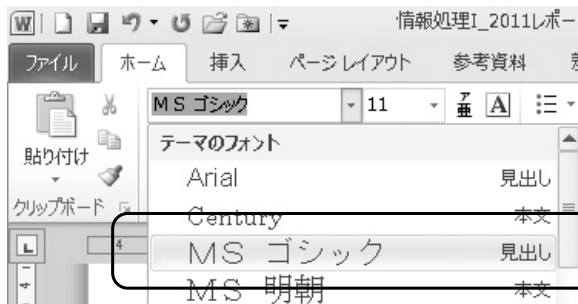 W 情報処理I_2011レポー
ファイル ホーム 挿入 ページ レイアウト 参考資料
ＭＳ ゴシック 11 ア亜 A
貼り付け
クリップボード
テーマのフォント
Arial 見出し
Century 本文
L 4
ＭＳ ゴシック 見出し
ＭＳ 明朝 本文